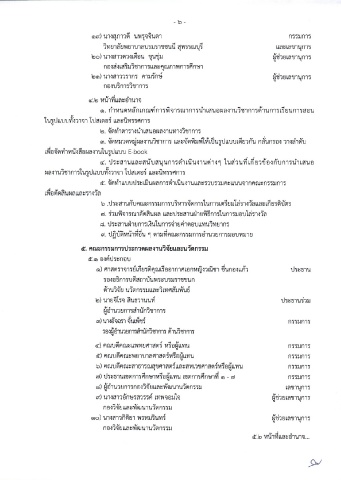 - ๒ -
๑๙) นางสุภาวดี นพรุจจินดา กรรมการ
วิทยาลัยพยาบาลบรมราชชนนี สุพรรณบุรี และเลขานุการ
๒๐) นางสาวดวงเดือน ขุนชุ่ม ผู้ช่วยเลขานุการ
กองส่งเสริมวิชาการและคุณภาพการศึกษา
๒๑) นางสาววรากร คามรักษ์ ผู้ช่วยเลขานุการ
กองบริการวิชาการ
๔.๒ หน้าที่และอำนาจ
๑. กำหนดหลักเกณฑ์การพิจารณาการนำเสนอผลงานวิชาการด้านการเรียนการสอน
ในรูปแบบทั้งวาจา โปสเตอร์ และนิทรรศการ
๒. จัดทำตารางนำเสนอผลงานทางวิชาการ
๓. จัดหมวดหมู่ผลงานวิชาการ และจัดพิมพ์ให้เป็นรูปแบบเดียวกัน กลั่นกรอง วางลำดับ
เพื่อจัดทำหนังสือผลงานในรูปแบบ E-book
๔. ประสานและสนับสนุนการดำเนินงานต่างๆ ในส่วนที่เกี่ยวข้องกับการนำเสนอ
ผลงานวิชาการในรูปแบบทั้งวาจา โปสเตอร์ และนิทรรศการ
๕. จัดทำแบบประเมินผลการดำเนินงานและรวบรวมคะแนนจากคณะกรรมการ
เพื่อตัดสินผลและรางวัล
๖. ประสานกับคณะกรรมการบริหารจัดการในการเตรียมโล่รางวัลและเกียรติบัตร
๗. ร่วมพิจารณาตัดสินผล และประสานฝ่ายพิธีการในการมอบโล่รางวัล
๘. ประสานฝ่ายการเงินในการจ่ายค่าตอบแทนวิทยากร
๙. ปฏิบัติหน้าที่อื่น ๆ ตามที่คณะกรรมการอำนวยการมอบหมาย
๕. คณะกรรมการประกวดผลงานวิจัยและนวัตกรรม
๕.๑ องค์ประกอบ
๑) ศาสตราจารย์เกียรติคุณเรืออากาศเอกหญิงวณิชา ชื่นกองแก้ว ประธาน
รองอธิการบดีสถาบันพระบรมราชชนก
ด้านวิจัย นวัตกรรมและวิเทศสัมพันธ์
๒) นายจีโรจ สินธวานนท์ ประธานร่วม
ผู้อำนวยการสำนักวิชาการ
๓) นางอัจฉรา จั่นเพ็ชร์ กรรมการ
รองผู้อำนวยการสำนักวิชาการ ด้านวิชาการ
๔) คณบดีคณะแพทยศาสตร์ หรือผู้แทน กรรมการ
๕) คณบดีคณะพยาบาลศาสตร์ หรือผู้แทน กรรมการ
๖) คณบดีคณะสาธารณสุขศาสตร์และสหเวชศาสตร์ หรือผู้แทน กรรมการ
๗) ประธานเขตการศึกษาหรือผู้แทน เขตการศึกษาที่ ๑ - ๗ กรรมการ
๘) ผู้อำนวยการกองวิจัยและพัฒนานวัตกรรม เลขานุการ
๙) นางสาวอักษรสวรรค์ เทพจอมใจ ผู้ช่วยเลขานุการ
กองวิจัยและพัฒนานวัตกรรม
๑๐) นางสาวกิติยา พรหมรินทร์ ผู้ช่วยเลขานุการ
กองวิจัยและพัฒนานวัตกรรม
๕.๒ หน้าที่และอำนาจ...